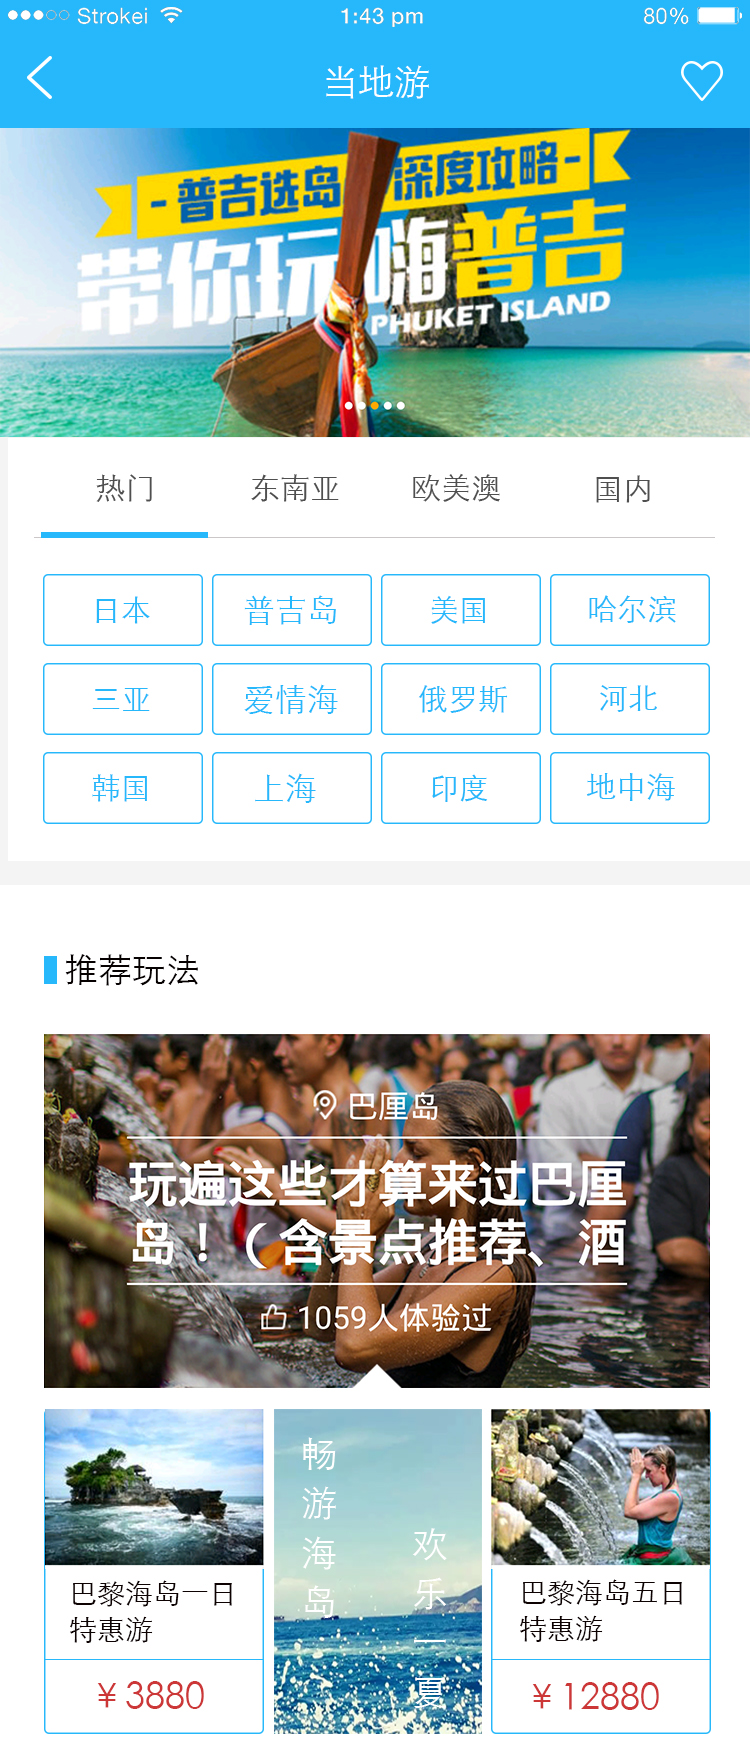 Strokei
1:43 pm
80%
当地游
-普吉选岛 深度攻略-
带你玩嗨普吉
PHUKET ISLAND
热门
东南亚
欧美澳
国内
日本
普吉岛
美国
哈尔滨
三亚
爱情海
俄罗斯
河北
韩国
上海
印度
地中海
推荐玩法
巴厘岛
玩遍这些才算来过巴厘
岛！（含景点推荐、酒
1059人体验过
巴黎海岛一日
特惠游
¥ 3880
畅游海岛
欢乐一夏
巴黎海岛五日
特惠游
¥ 12880